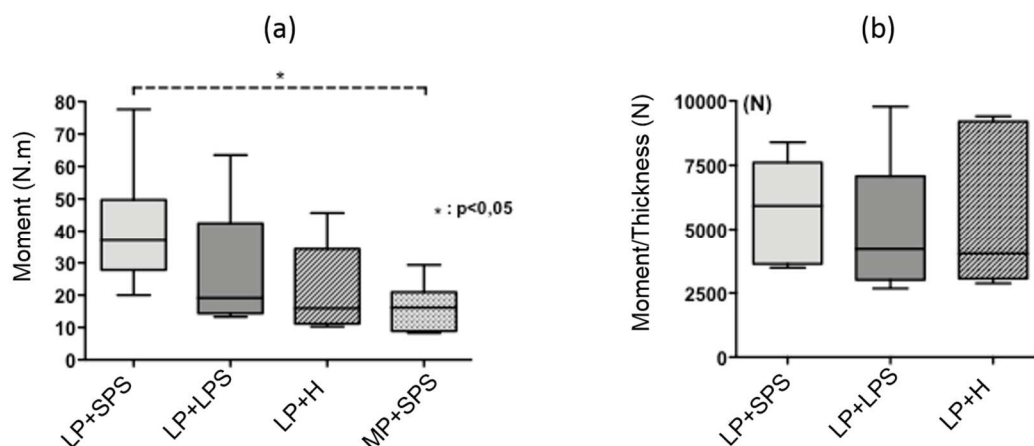 (a)
*
Moment (N.m)
80
70
60
50
40
30
20
10
0
* : p<0,05
LP+SPS
LP+LPS
LP+H
MP+SPS
(b)
Moment/Thickness (N)
(N)
10000
7500
5000
2500
0
LP+SPS
LP+LPS
LP+H